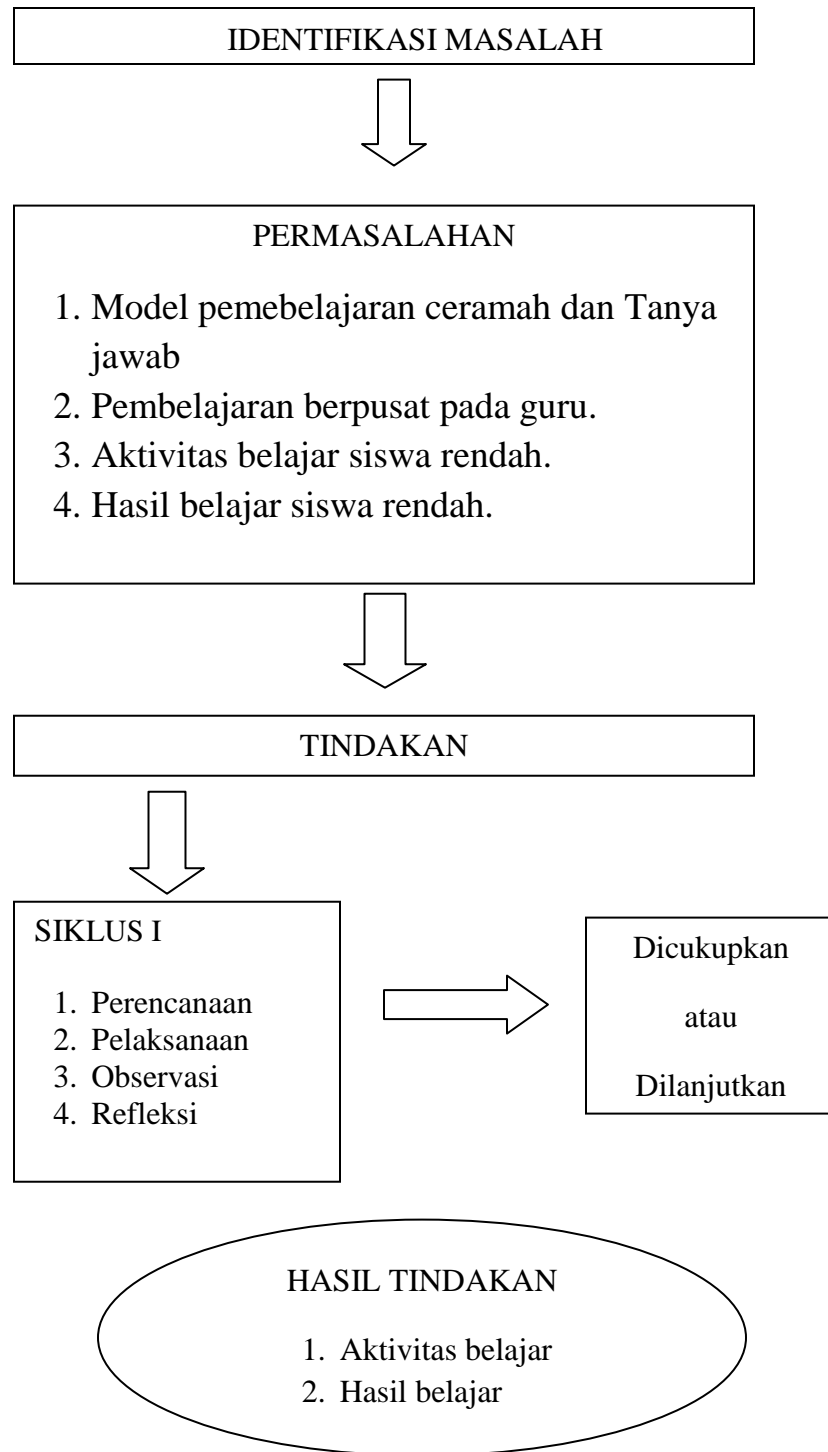 IDENTIFIKASI MASALAH
PERMASALAHAN
1. Model pemebelajaran ceramah dan Tanya
jawab
2. Pembelajaran berpusat pada guru.
3. Aktivitas belajar siswa rendah.
4. Hasil belajar siswa rendah.
TINDAKAN
SIKLUS I
1. Perencanaan
2. Pelaksanaan
3. Observasi
4. Refleksi
Dicukupkan
atau
Dilanjutkan
HASIL TINDAKAN
1. Aktivitas belajar
2. Hasil belajar